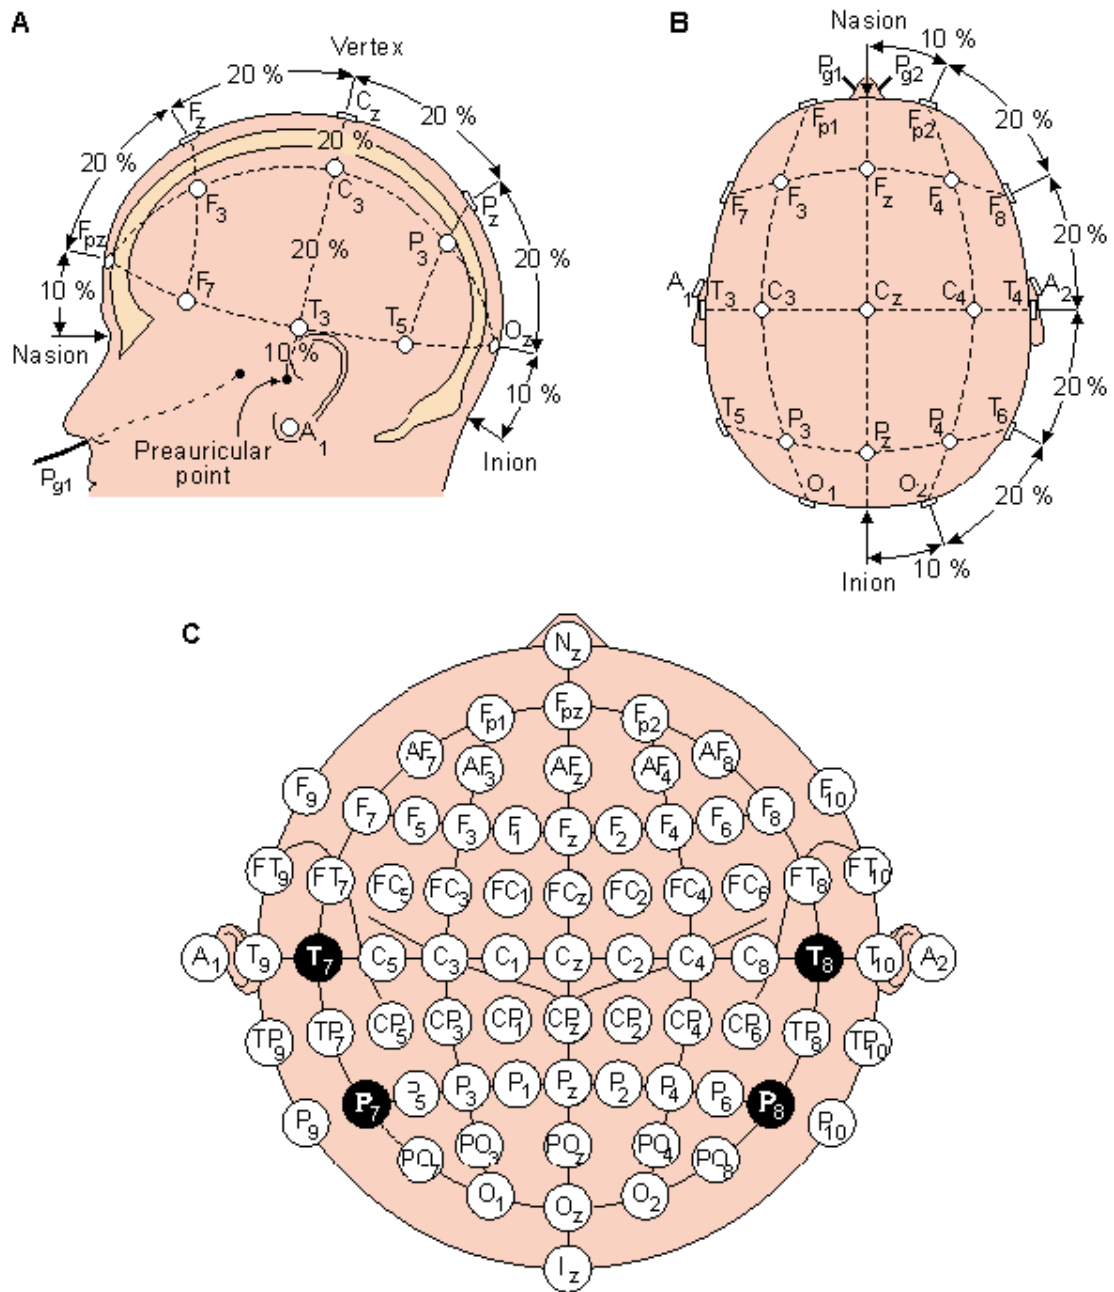 A
Vertex
20 %
20 %
Fz
Cz
20 %
20 %
20 %
F3
C3
Pz
Fpz
20 %
P3
20 %
10 %
F7
T3
T5
Oz
Nasion
10 %
10 %
A1
Preauricular
point
Inion
Pg1
B
Nasion
10 %
Pg1
Pg2
Fp1
Fp2
20 %
F7
F3
Fz
F4
F8
20 %
A1
T3
C3
Cz
C4
T4
A2
20 %
T5
P3
Pz
P4
T6
O1
O2
20 %
10 %
Inion
C
Nz
Fp1
Fpz
Fp2
AF7
AF3
AFz
AF4
AF8
F9
F7
F5
F3
F1
Fz
F2
F4
F6
F8
F10
FT9
FT7
FC5
FC3
FC1
FCz
FC2
FC4
FC6
FT8
FT10
A1
T9
T7
C5
C3
C1
Cz
C2
C4
C8
T8
T10
A2
TP9
TP7
CP5
CP3
CP1
CPz
CP2
CP4
CP6
TP8
TP10
P9
P7
P5
P3
P1
Pz
P2
P4
P6
P8
P10
PO7
PO3
POz
PO4
PO8
O1
Oz
O2
Iz